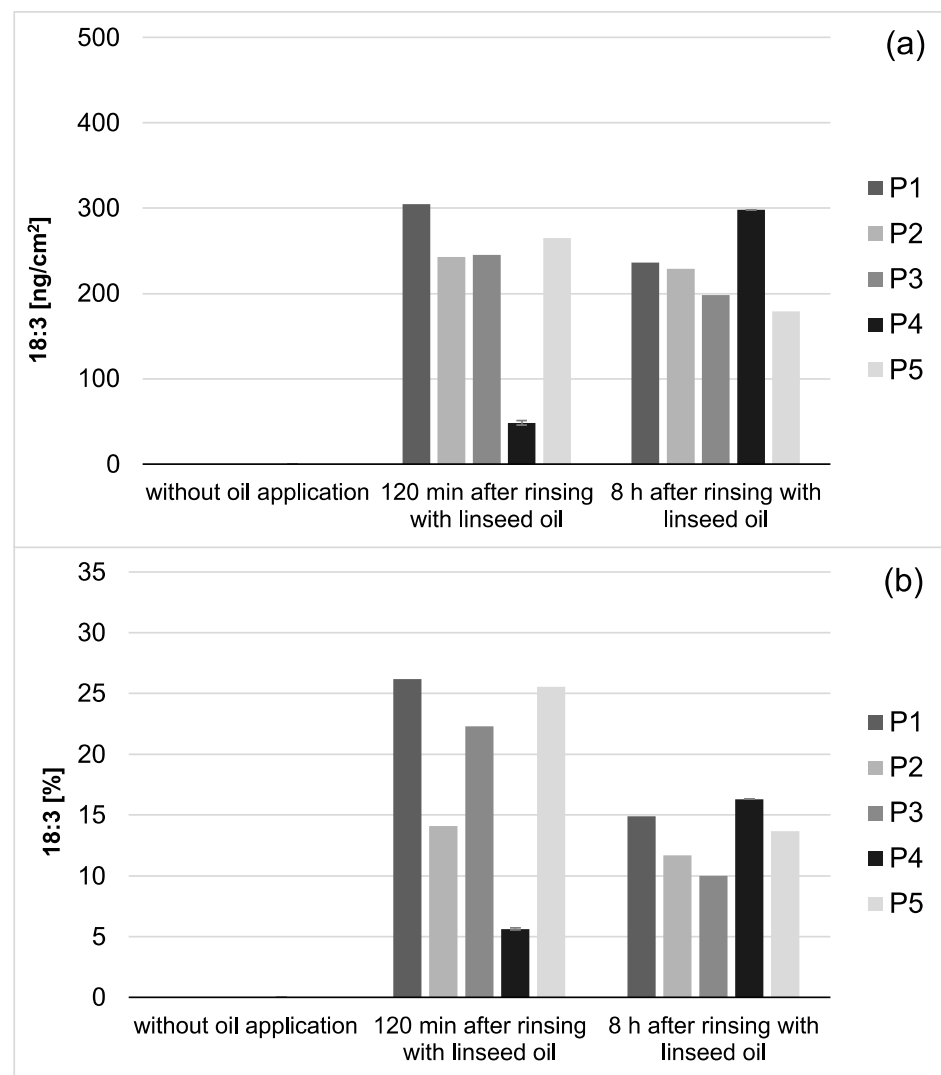 (a)
500
400
300
200
100
0
18:3 [ng/cm²]
without oil application
120 min after rinsing
with linseed oil
8 h after rinsing with
linseed oil
P1
P2
P3
P4
P5
(b)
35
30
25
20
15
10
5
0
18:3 [%]
without oil application
120 min after rinsing
with linseed oil
8 h after rinsing with
linseed oil
P1
P2
P3
P4
P5